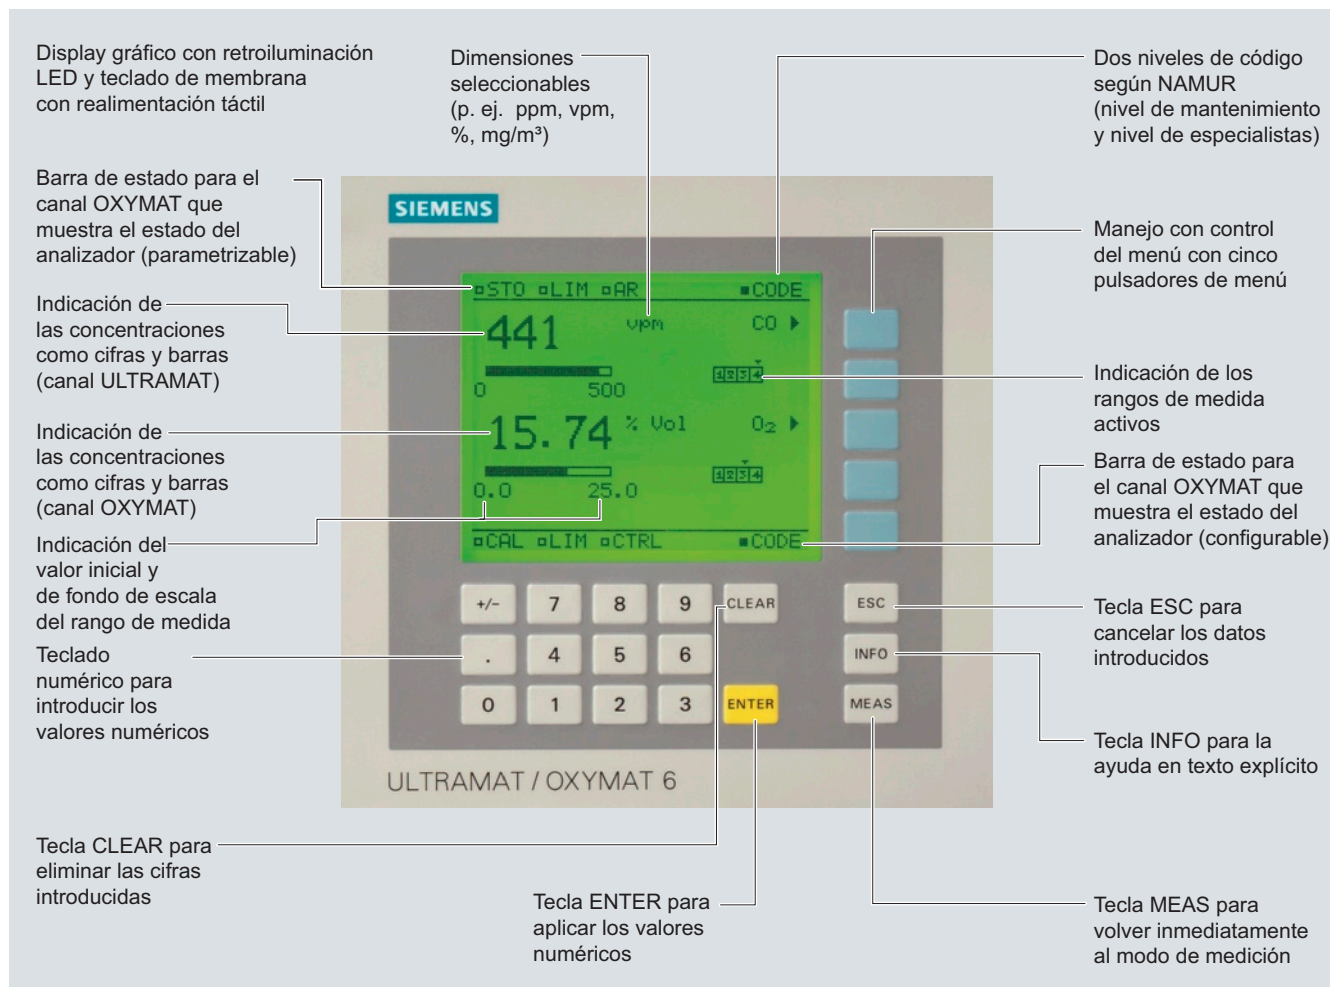 Display gráfico con retroiluminación
LED y teclado de membrana
con realimentación táctil
Dimensiones
seleccionables
(p. ej. ppm, vpm,
%, mg/m³)
Dos niveles de código
según NAMUR
(nivel de mantenimiento
y nivel de especialistas)
Barra de estado para el
canal OXYMAT que
muestra el estado del
analizador (parametrizable)
Indicación de
las concentraciones
como cifras y barras
(canal ULTRAMAT)
Indicación de
las concentraciones
como cifras y barras
(canal OXYMAT)
Indicación del
valor inicial y
de fondo de escala
del rango de medida
Teclado
numérico para
introducir los
valores numéricos
SIEMENS
STO LIM AR CODE
441 vpm CO
1 2 3 4
0 500
15.74 % Vol O2
1 2 3 4
0.0 25.0
CAL LIM CTRL CODE
+/- 7 8 9 CLEAR ESC
. 4 5 6 INFO
0 1 2 3 ENTER MEAS
ULTRAMAT / OXYMAT 6
Manejo con control
del menú con cinco
pulsadores de menú
Indicación de los
rangos de medida
activos
Barra de estado para
el canal OXYMAT que
muestra el estado del
analizador (configurable)
Tecla ESC para
cancelar los datos
introducidos
Tecla INFO para la
ayuda en texto explícito
Tecla CLEAR para
eliminar las cifras
introducidas
Tecla ENTER para
aplicar los valores
numéricos
Tecla MEAS para
volver inmediatamente
al modo de medición